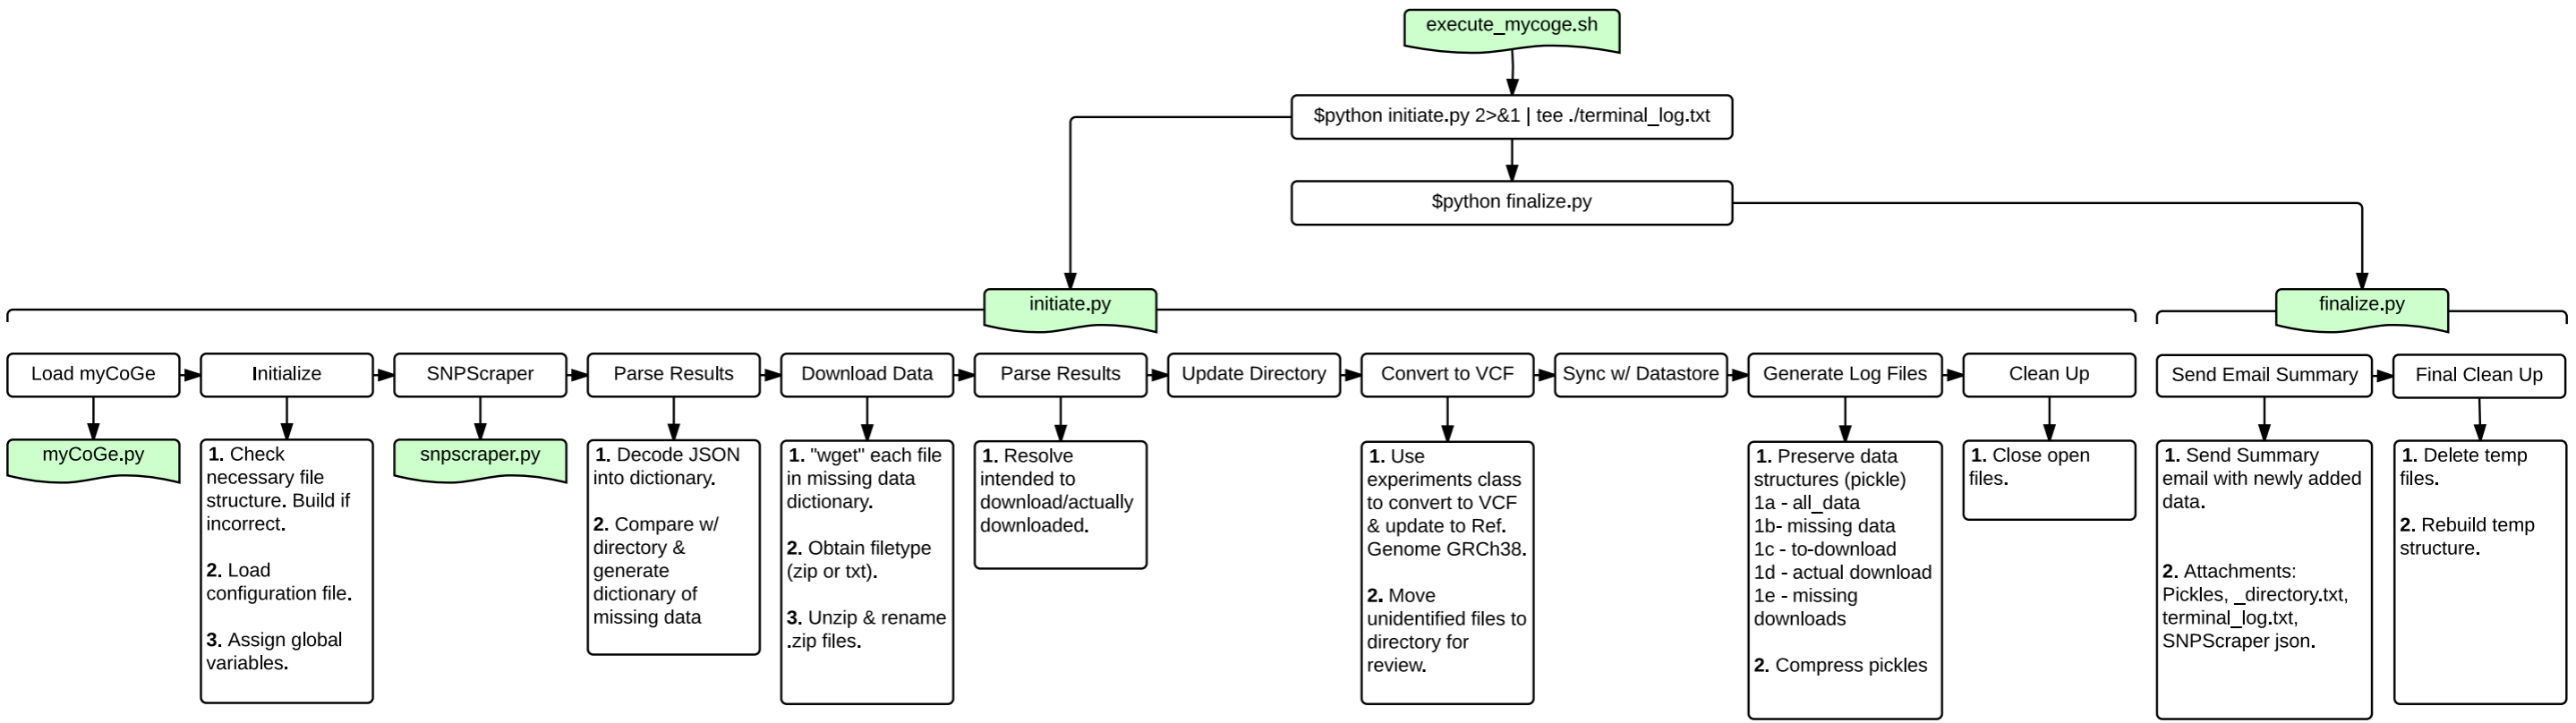 execute_mycoge.sh
$python initiate.py 2>&1 | tee ./terminal_log.txt
$python finalize.py
initiate.py
finalize.py
Load myCoGe
Initialize
SNPScraper
Parse Results
Download Data
Parse Results
Update Directory
Convert to VCF
Sync w/ Datastore
Generate Log Files
Clean Up
Send Email Summary
Final Clean Up
myCoGe.py
1. Check
necessary file
structure. Build if
incorrect.
2. Load
configuration file.
3. Assign global
variables.
snpscraper.py
1. Decode JSON
into dictionary.
2. Compare w/
directory &
generate
dictionary of
missing data
1. "wget" each file
in missing data
dictionary.
2. Obtain filetype
(zip or txt).
3. Unzip & rename
.zip files.
1. Resolve
intended to
download/actually
downloaded.
1. Use
experiments class
to convert to VCF
& update to Ref.
Genome GRCh38.
2. Move
unidentified files to
directory for
review.
1. Preserve data
structures (pickle)
1a - all_data
1b- missing data
1c - to-download
1d - actual download
1e - missing
downloads
2. Compress pickles
1. Close open
files.
1. Send Summary
email with newly added
data.
2. Attachments:
Pickles, _directory.txt,
terminal_log.txt,
SNPScraper json.
1. Delete temp
files.
2. Rebuild temp
structure.